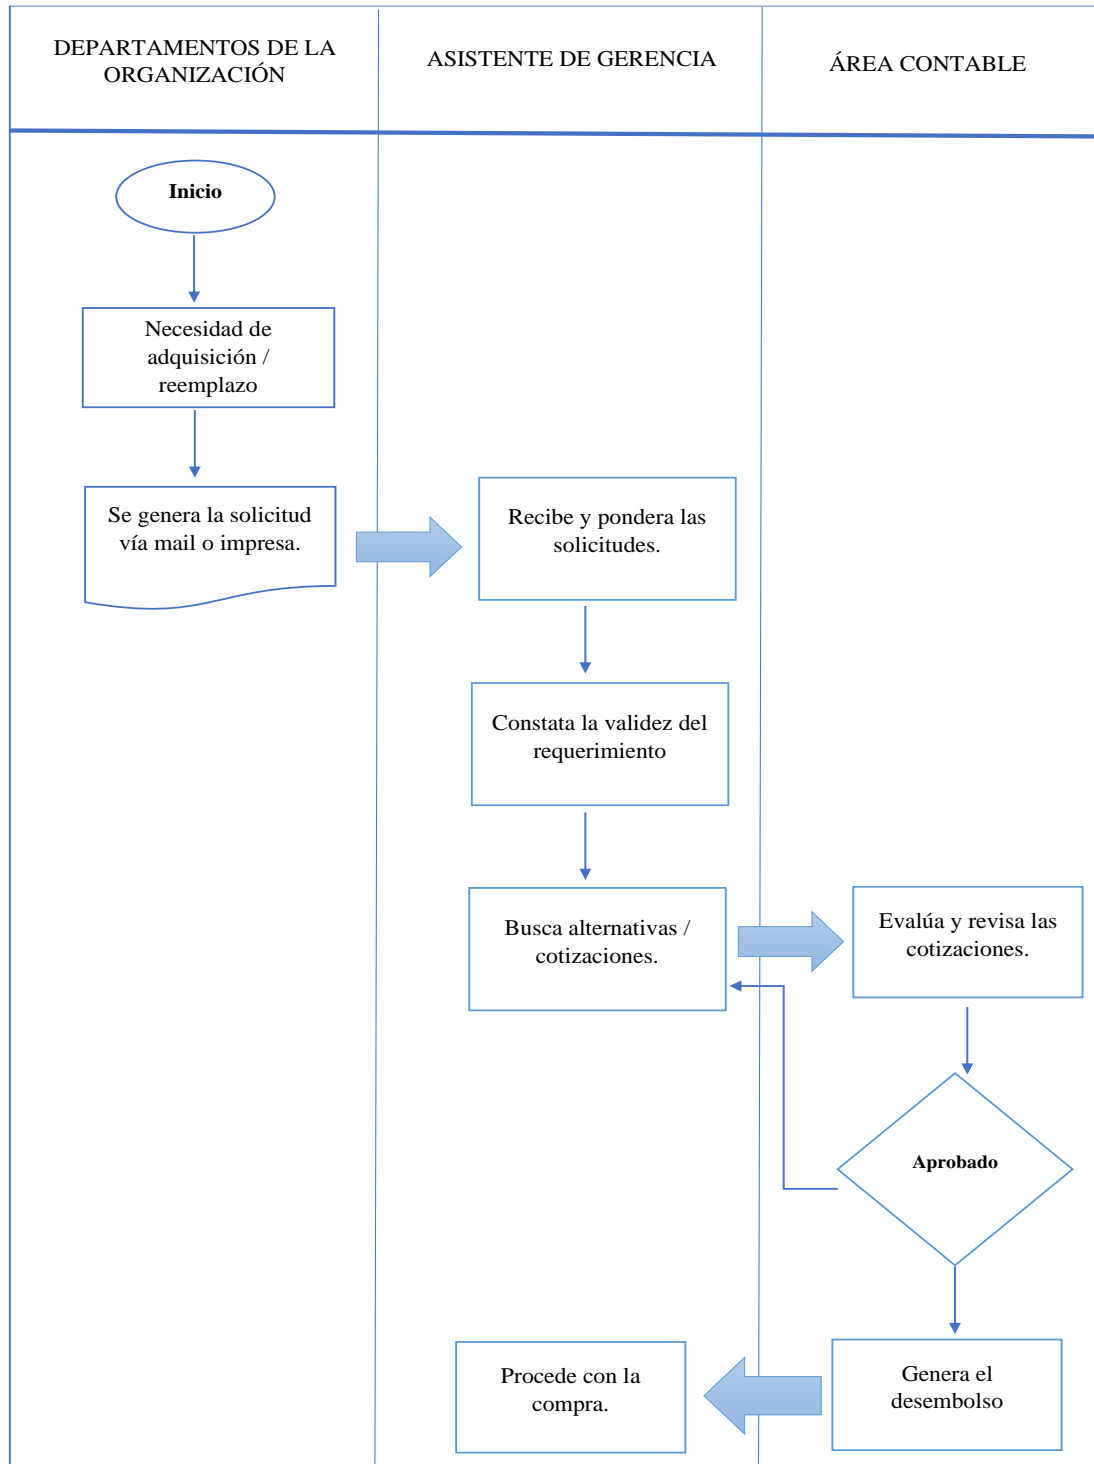 DEPARTAMENTOS DE LA
ORGANIZACIÓN
ASISTENTE DE GERENCIA
ÁREA CONTABLE
Inicio
Necesidad de
adquisición /
reemplazo
Se genera la solicitud
vía mail o impresa.
Recibe y pondera las
solicitudes.
Constata la validez del
requerimiento
Busca alternativas /
cotizaciones.
Evalúa y revisa las
cotizaciones.
Aprobado
Genera el
desembolso
Procede con la
compra.